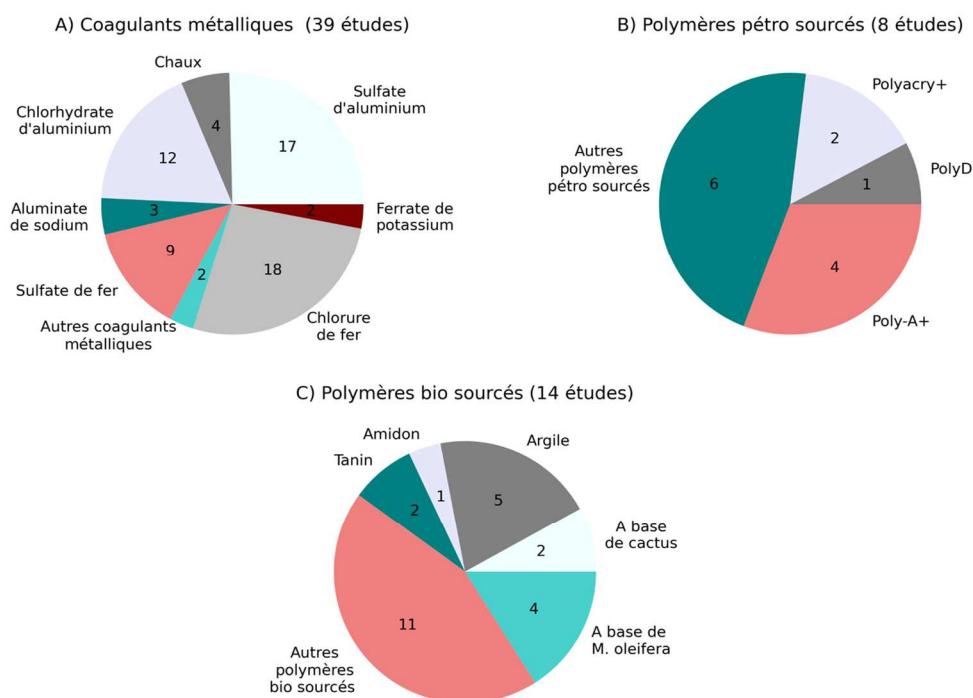 A) Coagulants métalliques  (39 études)
Chaux
4
Sulfate
d'aluminium
17
Chlorhydrate
d'aluminium
12
Aluminate
de sodium
3
2
Ferrate de
potassium
Sulfate de fer
9
2
18
Autres coagulants
métalliques
Chlorure
de fer
B) Polymères pétro sourcés (8 études)
Polyacry+
2
Autres
polymères
pétro sourcés
6
PolyD
1
4
Poly-A+
C) Polymères bio sourcés (14 études)
Amidon
1
Argile
5
Tanin
2
A base
de cactus
2
11
4
Autres
polymères
bio sourcés
A base de
M. oleifera